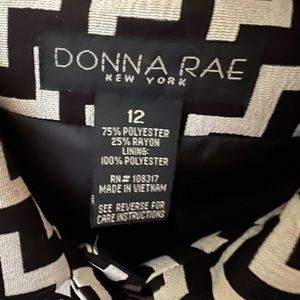 DONNA RAE
NEW YORK
12
75% POLYESTER
25% RAYON
LINING:
100% POLYESTER
RN# 108317
MADE IN VIETNAM
SEE REVERSE FOR
CARE INSTRUCTIONS